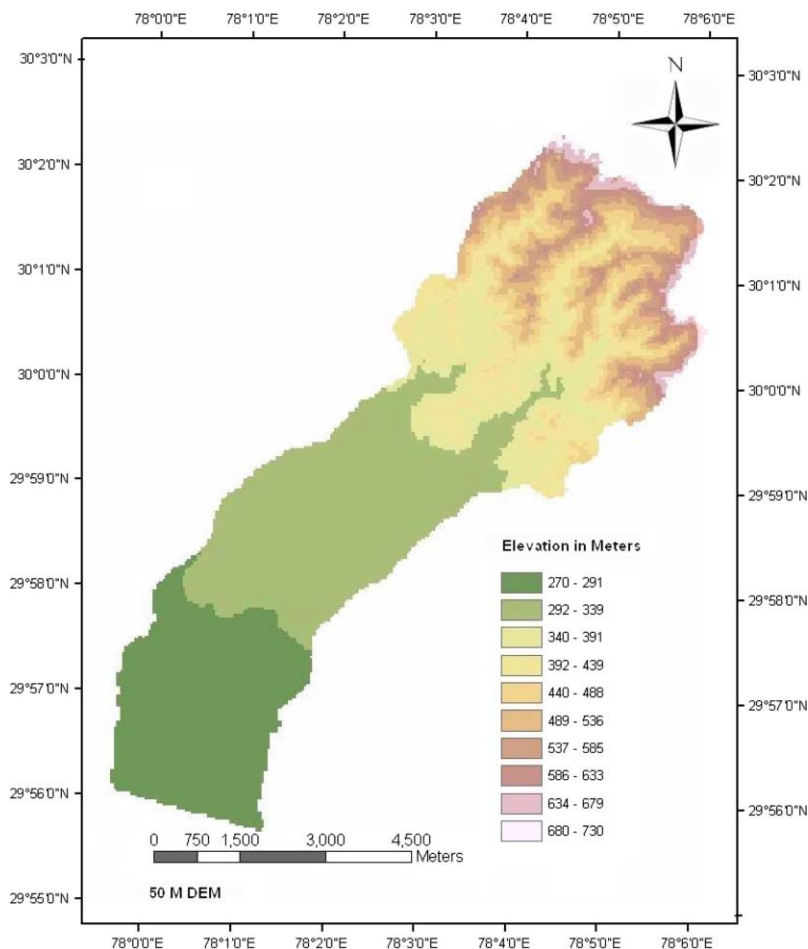 78°0'0"E 78°1'0"E 78°2'0"E 78°3'0"E 78°4'0"E 78°5'0"E 78°6'0"E
30°3'0"N 30°3'0"N
N
30°2'0"N 30°2'0"N
30°1'0"N 30°1'0"N
30°0'0"N 30°0'0"N
29°59'0"N 29°59'0"N
Elevation in Meters
270 - 291
29°58'0"N 29°58'0"N
292 - 339
340 - 391
392 - 439
29°57'0"N 29°57'0"N
440 - 488
489 - 536
537 - 585
586 - 633
29°56'0"N 29°56'0"N
634 - 679
680 - 730
0 750 1,500 3,000 4,500
Meters
50 M DEM
29°55'0"N
78°0'0"E 78°1'0"E 78°2'0"E 78°3'0"E 78°4'0"E 78°5'0"E 78°6'0"E